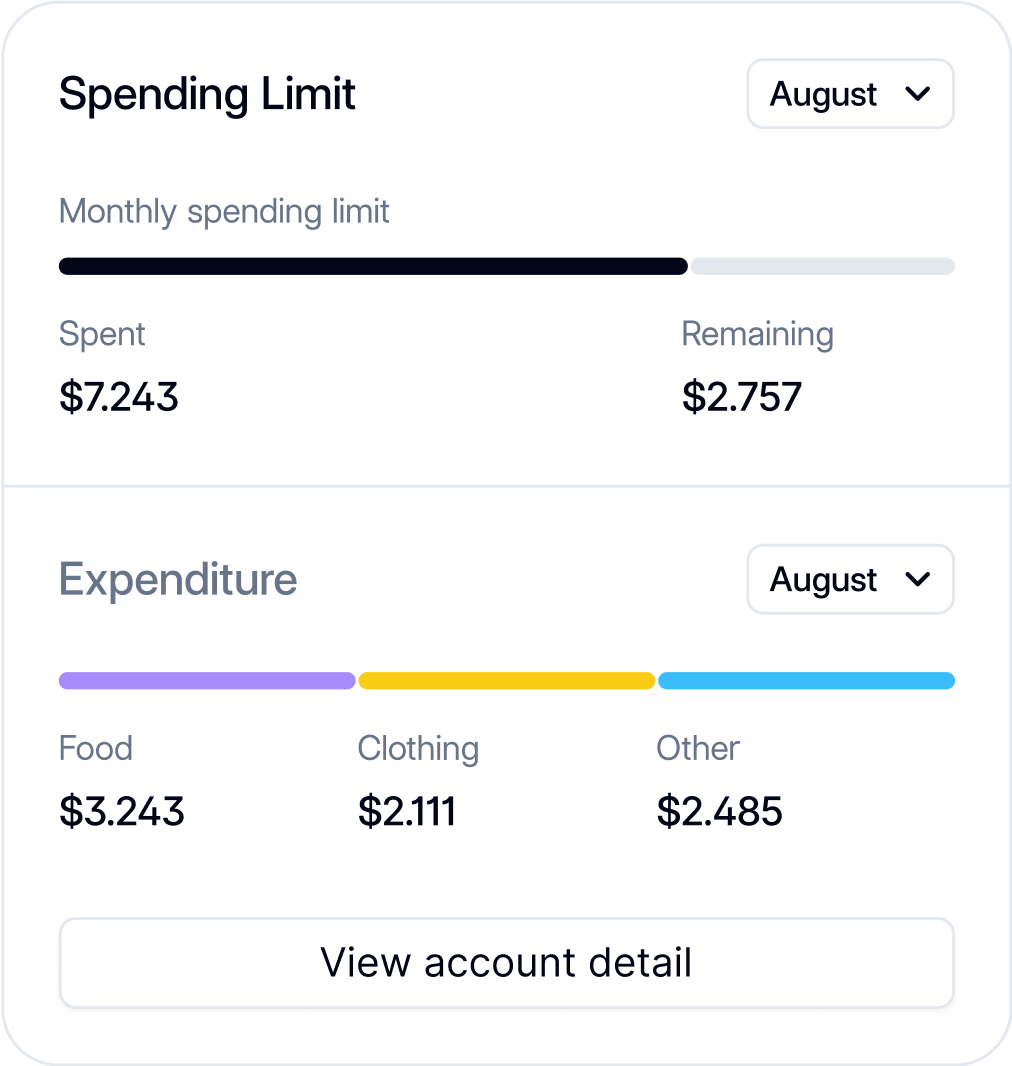 Spending Limit
August
Monthly spending limit
Spent
Remaining
$7.243
$2.757
Expenditure
August
Food
Clothing
Other
$3.243
$2.111
$2.485
View account detail